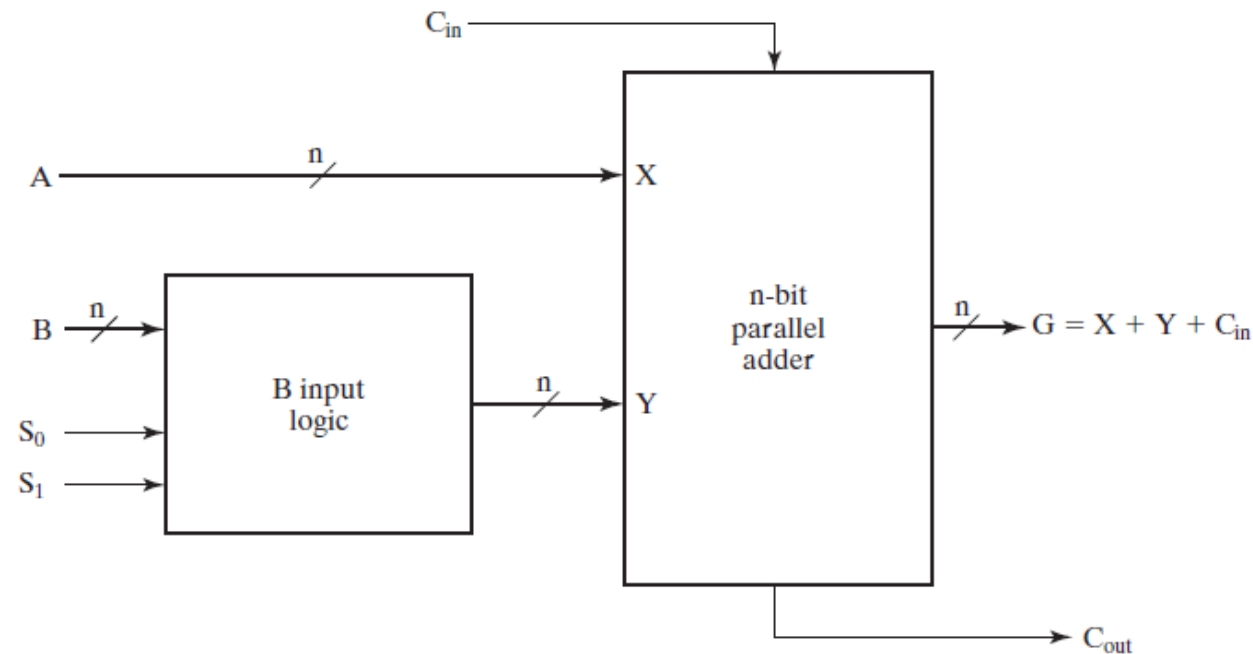 C_in
n
A
X
n
B
B input
logic
n
Y
S_0
S_1
n-bit
parallel
adder
n
G = X + Y + C_in
C_out